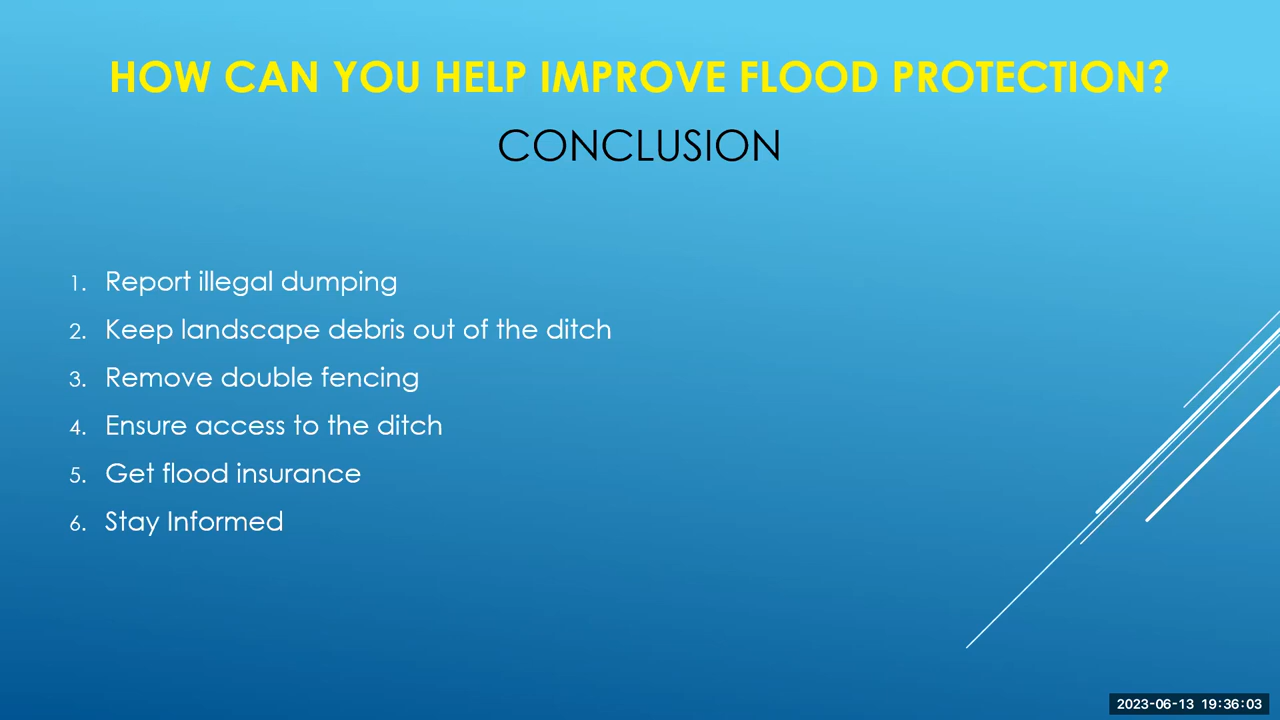 HOW CAN YOU HELP IMPROVE FLOOD PROTECTION?
CONCLUSION
1. Report illegal dumping
2. Keep landscape debris out of the ditch
3. Remove double fencing
4. Ensure access to the ditch
5. Get flood insurance
6. Stay Informed
2023-06-13 19:36:03